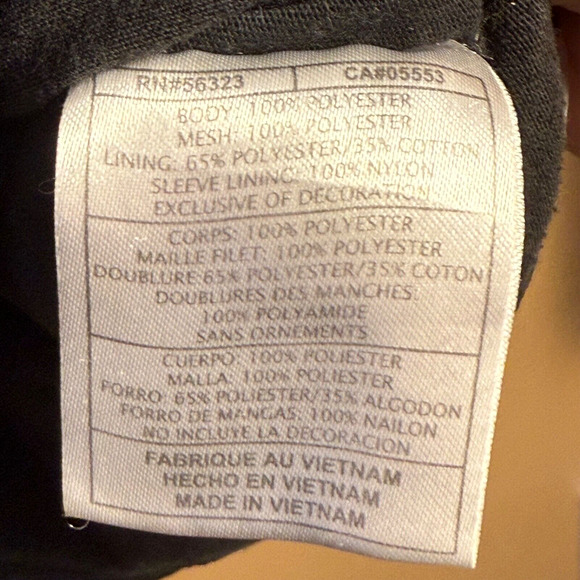 RN#56323 CA#05553
BODY: 100% POLYESTER
MESH: 100% POLYESTER
LINING: 65% POLYESTER/35% COTTON
SLEEVE LINING: 100% NYLON
EXCLUSIVE OF DECORATION
CORPS: 100% POLYESTER
MAILLE FILET: 100% POLYESTER
DOUBLURE 65% POLYESTER/35% COTON
DOUBLURES DES MANCHES:
100% POLYAMIDE
SANS ORNEMENTS
CUERPO: 100% POLIESTER
MALLA: 100% POLIESTER
FORRO: 65% POLIESTER/35% ALGODON
FORRO DE MANGAS: 100% NAILON
NO INCLUYE LA DECORACION
FABRIQUE AU VIETNAM
HECHO EN VIETNAM
MADE IN VIETNAM